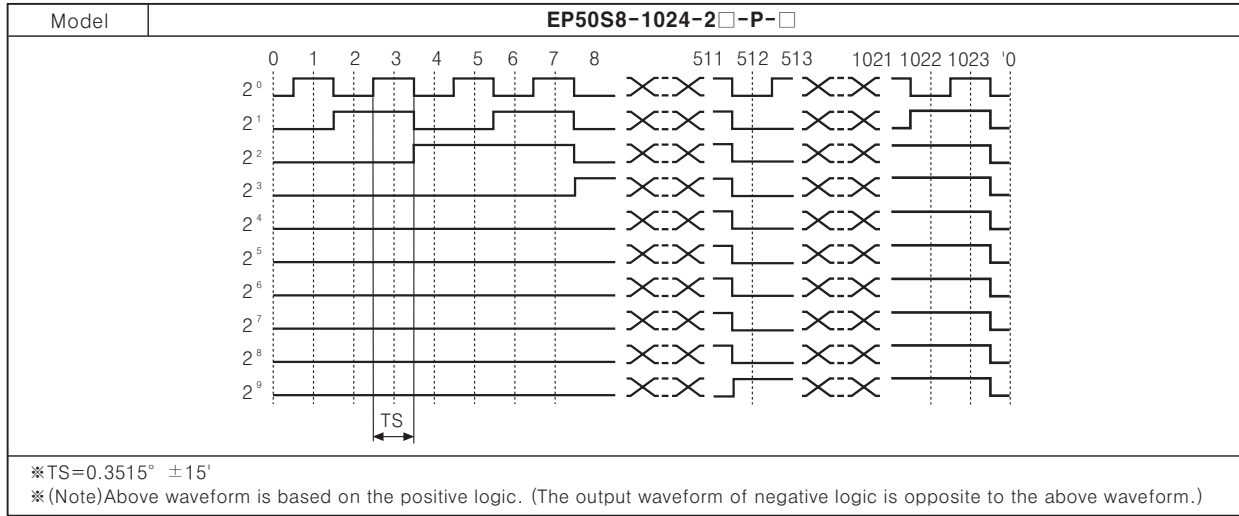 Model EP50S8-1024-2□-P-□
0 1 2 3 4 5 6 7 8 511 512 513 1021 1022 1023 '0
2⁰
2¹
2²
2³
2⁴
2⁵
2⁶
2⁷
2⁸
2⁹
TS
※TS=0.3515° ±15'
※(Note)Above waveform is based on the positive logic. (The output waveform of negative logic is opposite to the above waveform.)